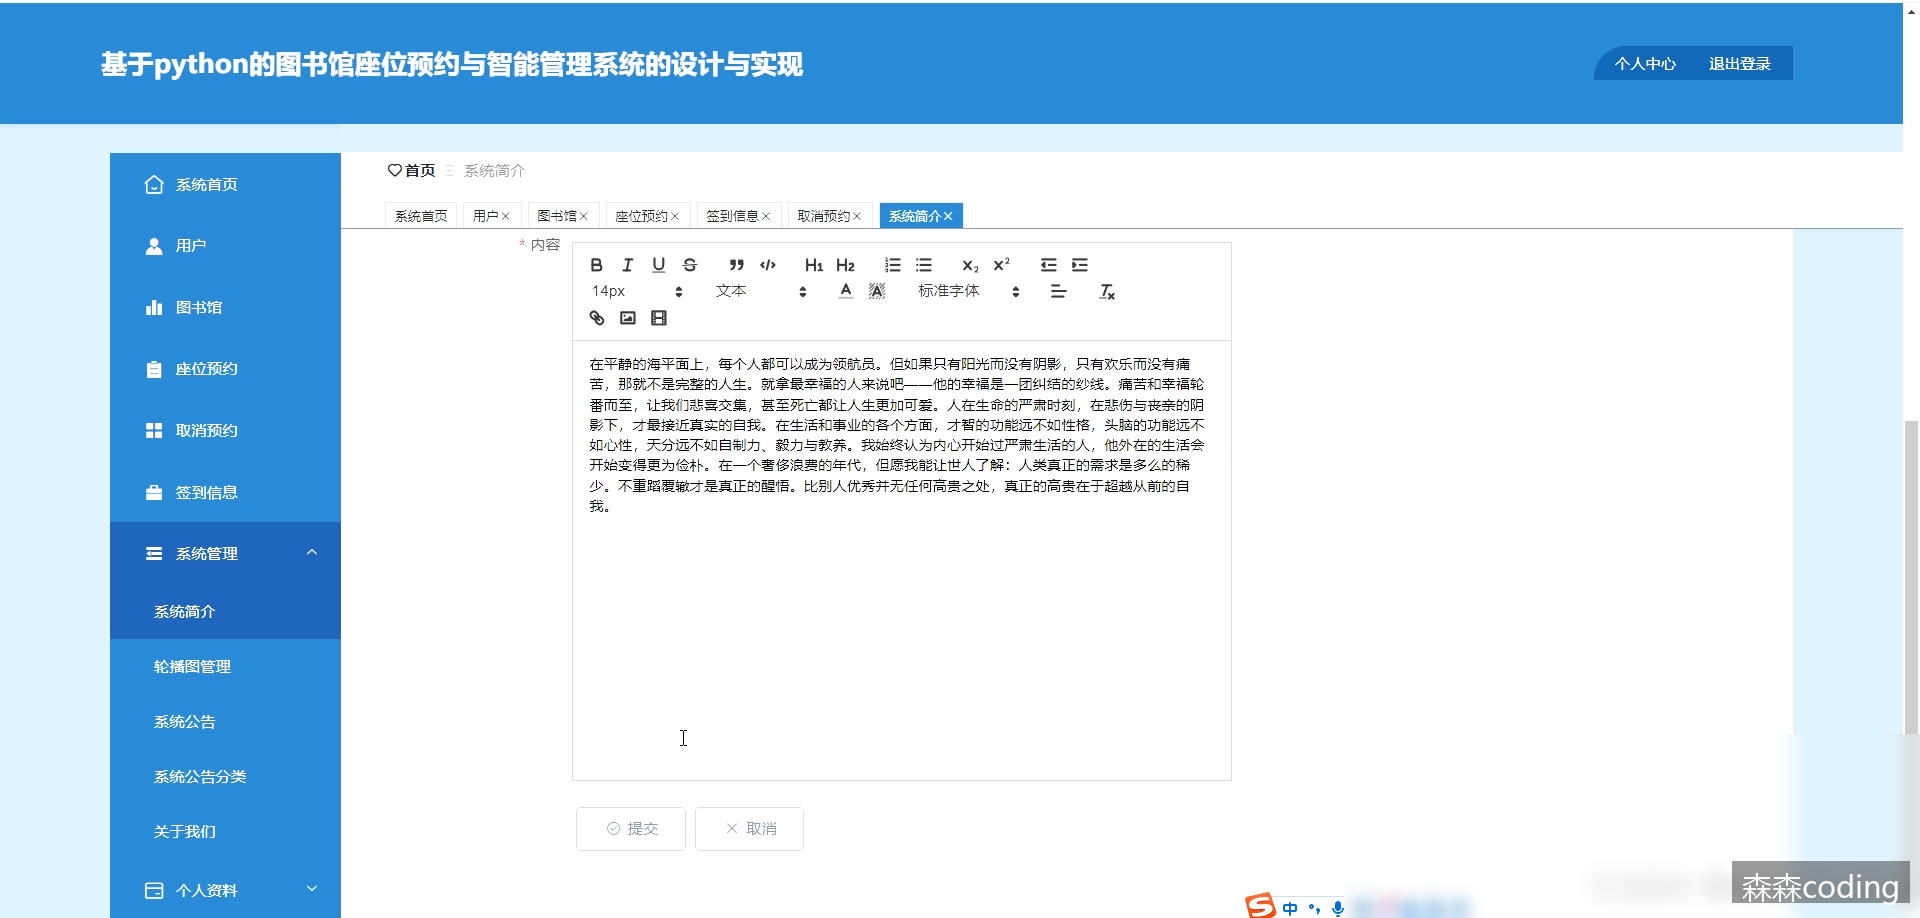 基于python的图书馆座位预约与智能管理系统的设计与实现
个人中心 退出登录
首页 系统简介
系统首页 用户 图书馆 座位预约 签到信息 取消预约 系统简介
系统首页
用户
图书馆
座位预约
取消预约
签到信息
系统管理
系统简介
轮播图管理
系统公告
系统公告分类
关于我们
个人资料
* 内容
B I U S H1 H2 x₂ x²
14px 文本 A A 标准字体 Tx
在平静的海平面上，每个人都可以成为领航员。但如果只有阳光而没有阴影，只有欢乐而没有痛
苦，那就不是完整的人生。就拿最幸福的人来说吧——他的幸福是一团纠结的纱线。痛苦和幸福轮
番而至，让我们悲喜交集，甚至死亡都让人生更加可爱。人在生命的严肃时刻，在悲伤与丧亲的阴
影下，才最接近真实的自我。在生活和事业的各个方面，才智的功能远不如性格，头脑的功能远不
如心性，天分远不如自制力、毅力与教养。我始终认为内心开始过严肃生活的人，他外在的生活会
开始变得更为俭朴。在一个奢侈浪费的年代，但愿我能让世人了解：人类真正的需求是多么的稀
少。不重蹈覆辙才是真正的醒悟。比别人优秀并无任何高贵之处，真正的高贵在于超越从前的自
我。
提交 取消
中
森森coding